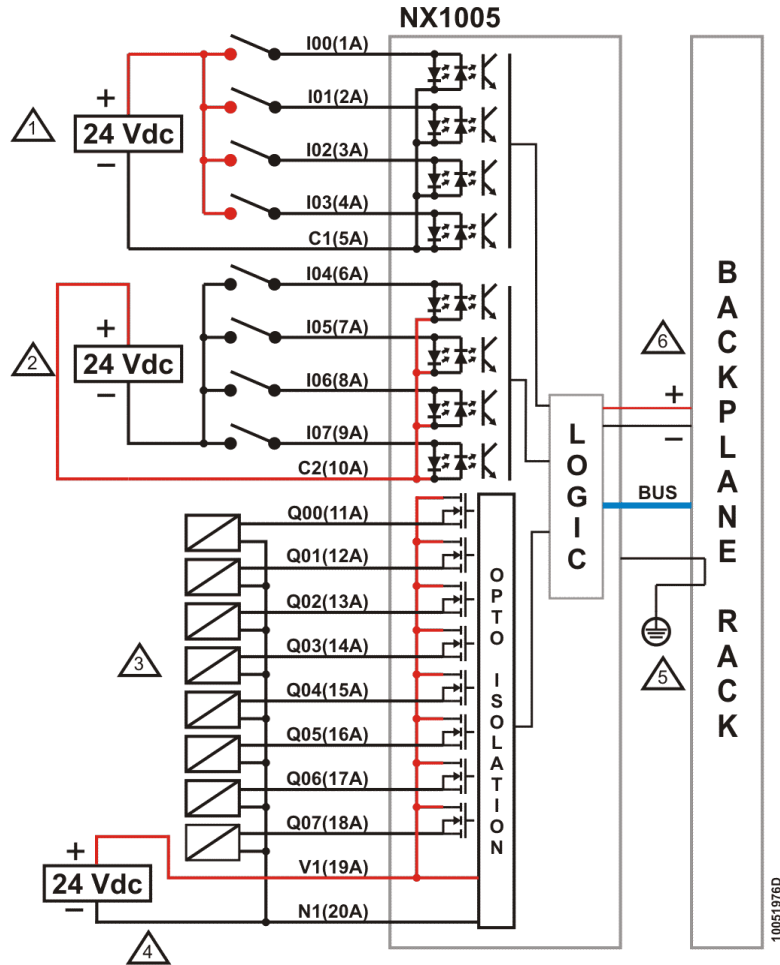 NX1005
I00(1A)
I01(2A)
I02(3A)
I03(4A)
C1(5A)
1
+
24 Vdc
−
I04(6A)
I05(7A)
I06(8A)
I07(9A)
C2(10A)
2
+
24 Vdc
−
Q00(11A)
Q01(12A)
Q02(13A)
Q03(14A)
Q04(15A)
Q05(16A)
Q06(17A)
Q07(18A)
V1(19A)
N1(20A)
3
+
24 Vdc
−
4
OPTO ISOLATION
LOGIC
6
+
−
BUS
5
BACKPLANE RACK
10051976D